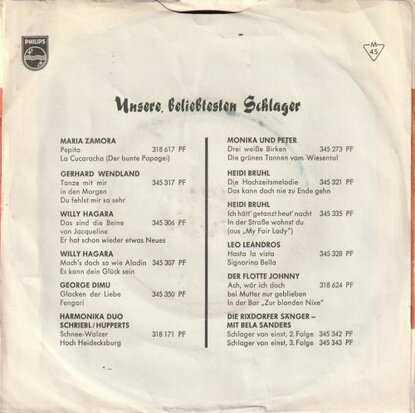 PHILIPS
M
45
Unsere beliebtesten Schlager
MARIA ZAMORA
Pepito 318 617 PF
La Cucaracha (Der bunte Papagei)
GERHARD WENDLAND
Tanze mit mir 345 317 PF
in den Morgen
Du fehlst mir so sehr
WILLY HAGARA
Das sind die Beine 345 306 PF
von Jacqueline
Er hat schon wieder etwas Neues
WILLY HAGARA
Mach's doch so wie Aladin 345 307 PF
Es kann dein Glück sein
GEORGE DIMU
Glocken der Liebe 345 350 PF
Fengari
HARMONIKA DUO
SCHRIEBL/HUPPERTS
Schnee-Walzer 318 171 PF
Hoch Heidecksburg
MONIKA UND PETER
Drei weiße Birken 345 273 PF
Die grünen Tannen vom Wiesental
HEIDI BRUHL
Die Hochzeitsmelodie 345 321 PF
Das kann doch nie zu Ende gehn
HEIDI BRUHL
Ich hätt' getanzt heut' nacht 345 335 PF
In der Straße wohnst du
(aus „My Fair Lady")
LEO LEANDROS
Hasta la vista 345 328 PF
Signorina Bella
DER FLOTTE JOHNNY
Ach, wär ich doch 318 624 PF
bei Mutter nur geblieben
In der Bar „Zur blonden Nixe"
DIE RIXDORFER SÄNGER –
MIT BELA SANDERS
Schlager von einst, 2. Folge 345 342 PF
Schlager von einst, 3. Folge 345 343 PF